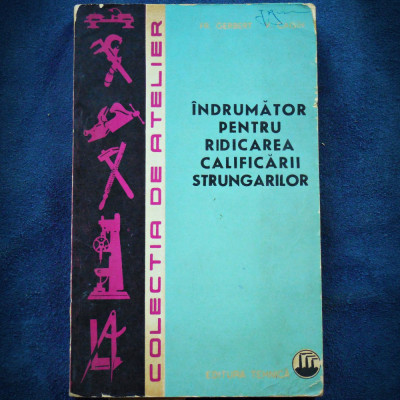 ÎNDRUMĂTOR
PENTRU
RIDICAREA
CALIFICĂRII
STRUNGARILOR
COLECTIA DE ATELIER
EDITURA TEHNICĂ